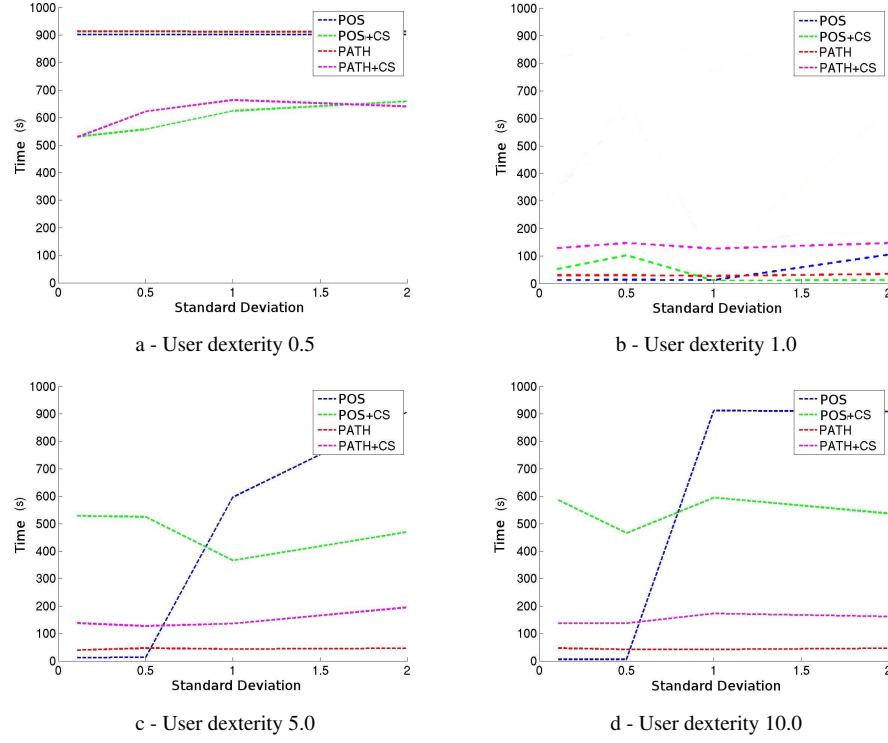 1000
900
800
700
600
500
400
300
200
100
0
Time (s)
0 0.5 1 1.5 2
Standard Deviation
POS
POS+CS
PATH
PATH+CS
a - User dexterity 0.5
1000
900
800
700
600
500
400
300
200
100
0
Time (s)
0 0.5 1 1.5 2
Standard Deviation
POS
POS+CS
PATH
PATH+CS
b - User dexterity 1.0
1000
900
800
700
600
500
400
300
200
100
0
Time (s)
0 0.5 1 1.5 2
Standard Deviation
POS
POS+CS
PATH
PATH+CS
c - User dexterity 5.0
1000
900
800
700
600
500
400
300
200
100
0
Time (s)
0 0.5 1 1.5 2
Standard Deviation
POS
POS+CS
PATH
PATH+CS
d - User dexterity 10.0